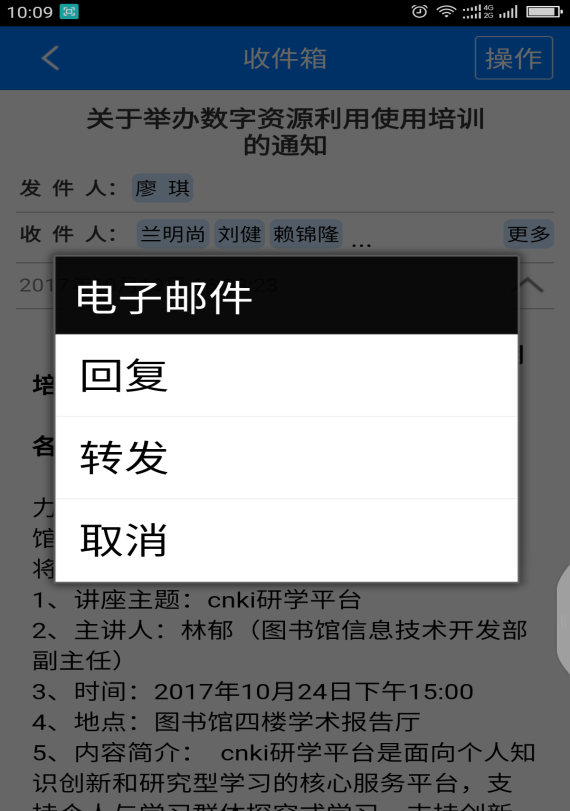 10:09 4G 2G
收件箱 操作
关于举办数字资源利用使用培训
的通知
发 件 人： 廖 琪
收 件 人： 兰明尚 刘健 赖锦隆 ... 更多
2017 23
电子邮件
培
回复
各
转发
力
馆
取消
将
1、讲座主题：cnki研学平台
2、主讲人：林郁（图书馆信息技术开发部
副主任）
3、时间：2017年10月24日下午15:00
4、地点：图书馆四楼学术报告厅
5、内容简介： cnki研学平台是面向个人知
识创新和研究型学习的核心服务平台，支